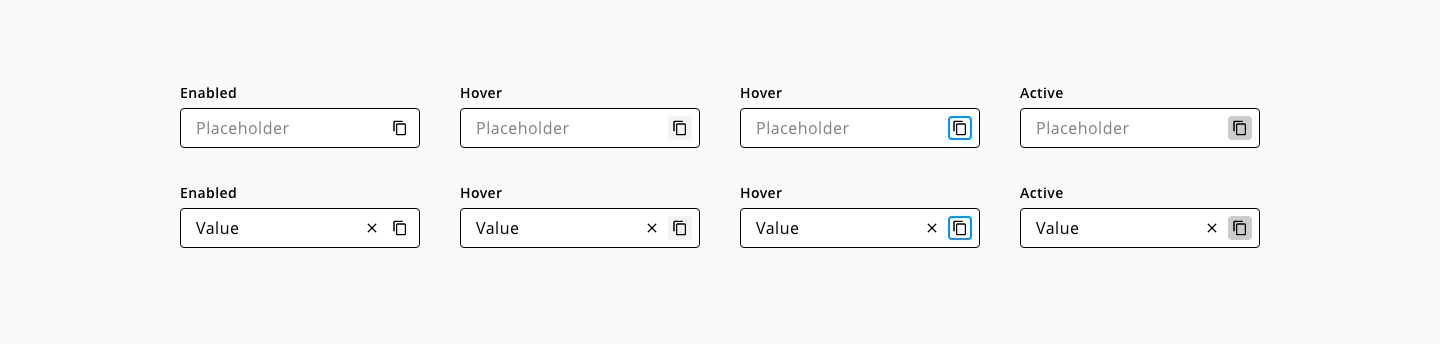 Enabled Hover Hover Active
Placeholder Placeholder Placeholder Placeholder
Enabled Hover Hover Active
Value Value Value Value